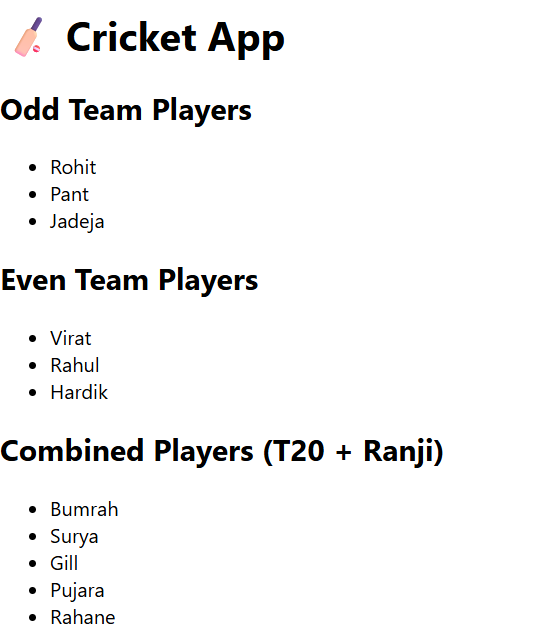 🏏 Cricket App
Odd Team Players
• Rohit
• Pant
• Jadeja
Even Team Players
• Virat
• Rahul
• Hardik
Combined Players (T20 + Ranji)
• Bumrah
• Surya
• Gill
• Pujara
• Rahane